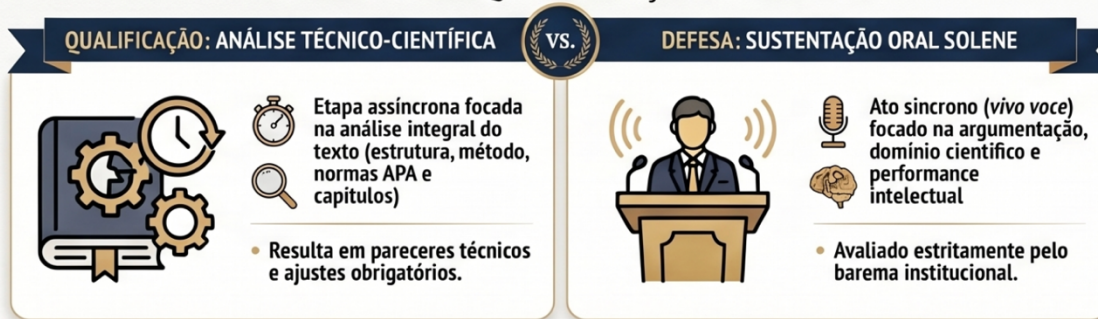 QUALIFICAÇÃO: ANÁLISE TÉCNICO-CIENTÍFICA
VS.
DEFESA: SUSTENTAÇÃO ORAL SOLENE
Etapa assíncrona focada
na análise integral do
texto (estrutura, método,
normas APA e
capitulos)
• Resulta em pareceres técnicos
e ajustes obrigatórios.
Ato sincrono (vivo voce)
focado na argumentação,
domínio cientifico e
performance
intelectual
• Avaliado estritamente pelo
barema institucional.